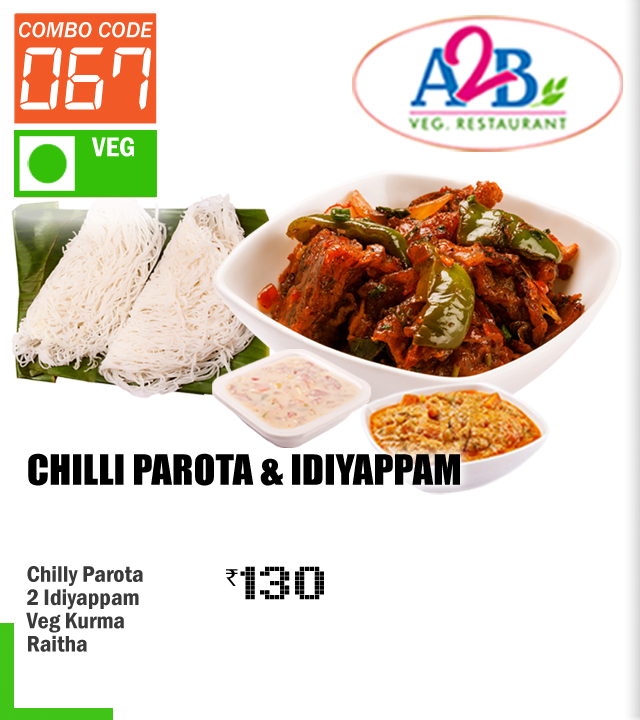 COMBO CODE
067
VEG
A2B
VEG. RESTAURANT
CHILLI PAROTA & IDIYAPPAM
Chilly Parota
2 Idiyappam
Veg Kurma
Raitha
₹130